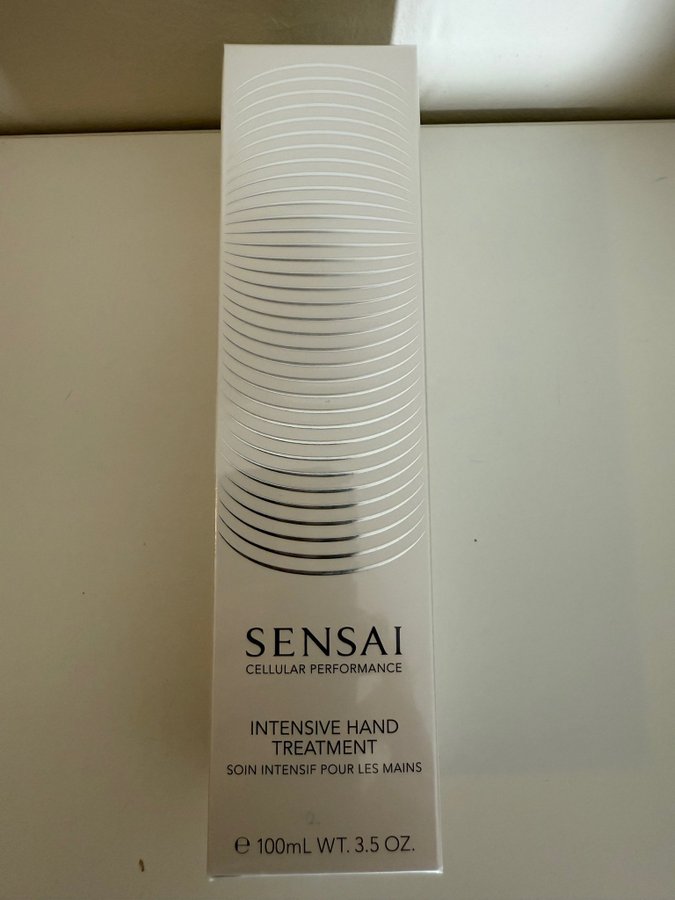 SENSAI
CELLULAR PERFORMANCE
INTENSIVE HAND
TREATMENT
SOIN INTENSIF POUR LES MAINS
℮ 100mL WT. 3.5 OZ.